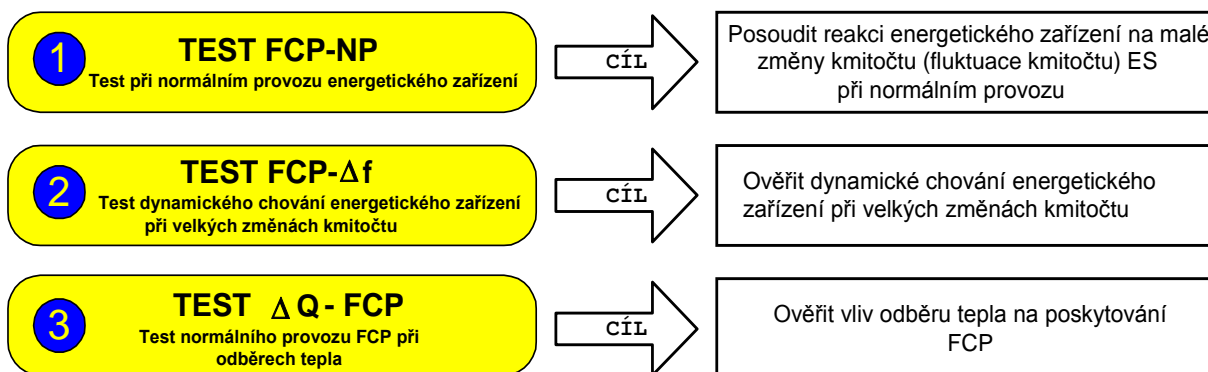 1
TEST FCP-NP
Test při normálním provozu energetického zařízení
CÍL
Posoudit reakci energetického zařízení na malé
změny kmitočtu (fluktuace kmitočtu) ES
při normálním provozu
2
TEST FCP-Δf
Test dynamického chování energetického zařízení
při velkých změnách kmitočtu
CÍL
Ověřit dynamické chování energetického
zařízení při velkých změnách kmitočtu
3
TEST Δ Q - FCP
Test normálního provozu FCP při
odběrech tepla
CÍL
Ověřit vliv odběru tepla na poskytování
FCP